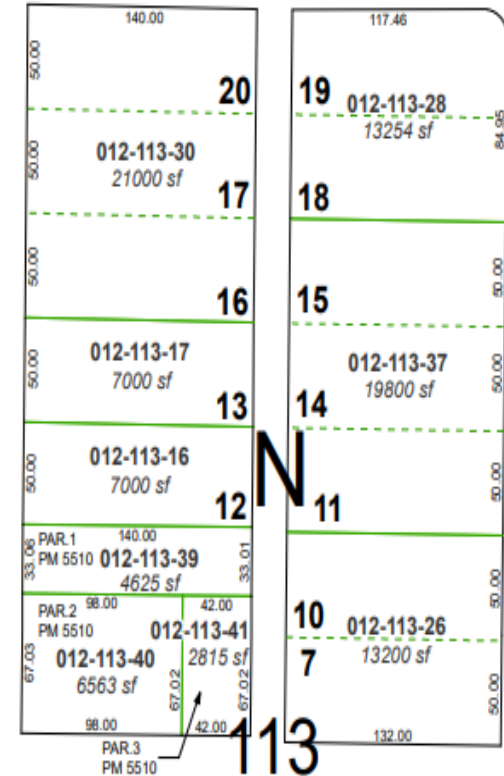 140.00
50.00
20
50.00
012-113-30
21000 sf
17
50.00
16
50.00
012-113-17
7000 sf
13
50.00
012-113-16
7000 sf
12
PAR.1
PM 5510
140.00
33.06
012-113-39
4625 sf
33.01
PAR.2
PM 5510
98.00
42.00
67.03
012-113-40
6563 sf
67.02
012-113-41
2815 sf
67.02
98.00
42.00
PAR.3
PM 5510
N
113
117.46
19
012-113-28
13254 sf
84.95
18
50.00
15
50.00
012-113-37
19800 sf
14
50.00
11
50.00
10
012-113-26
13200 sf
7
50.00
132.00